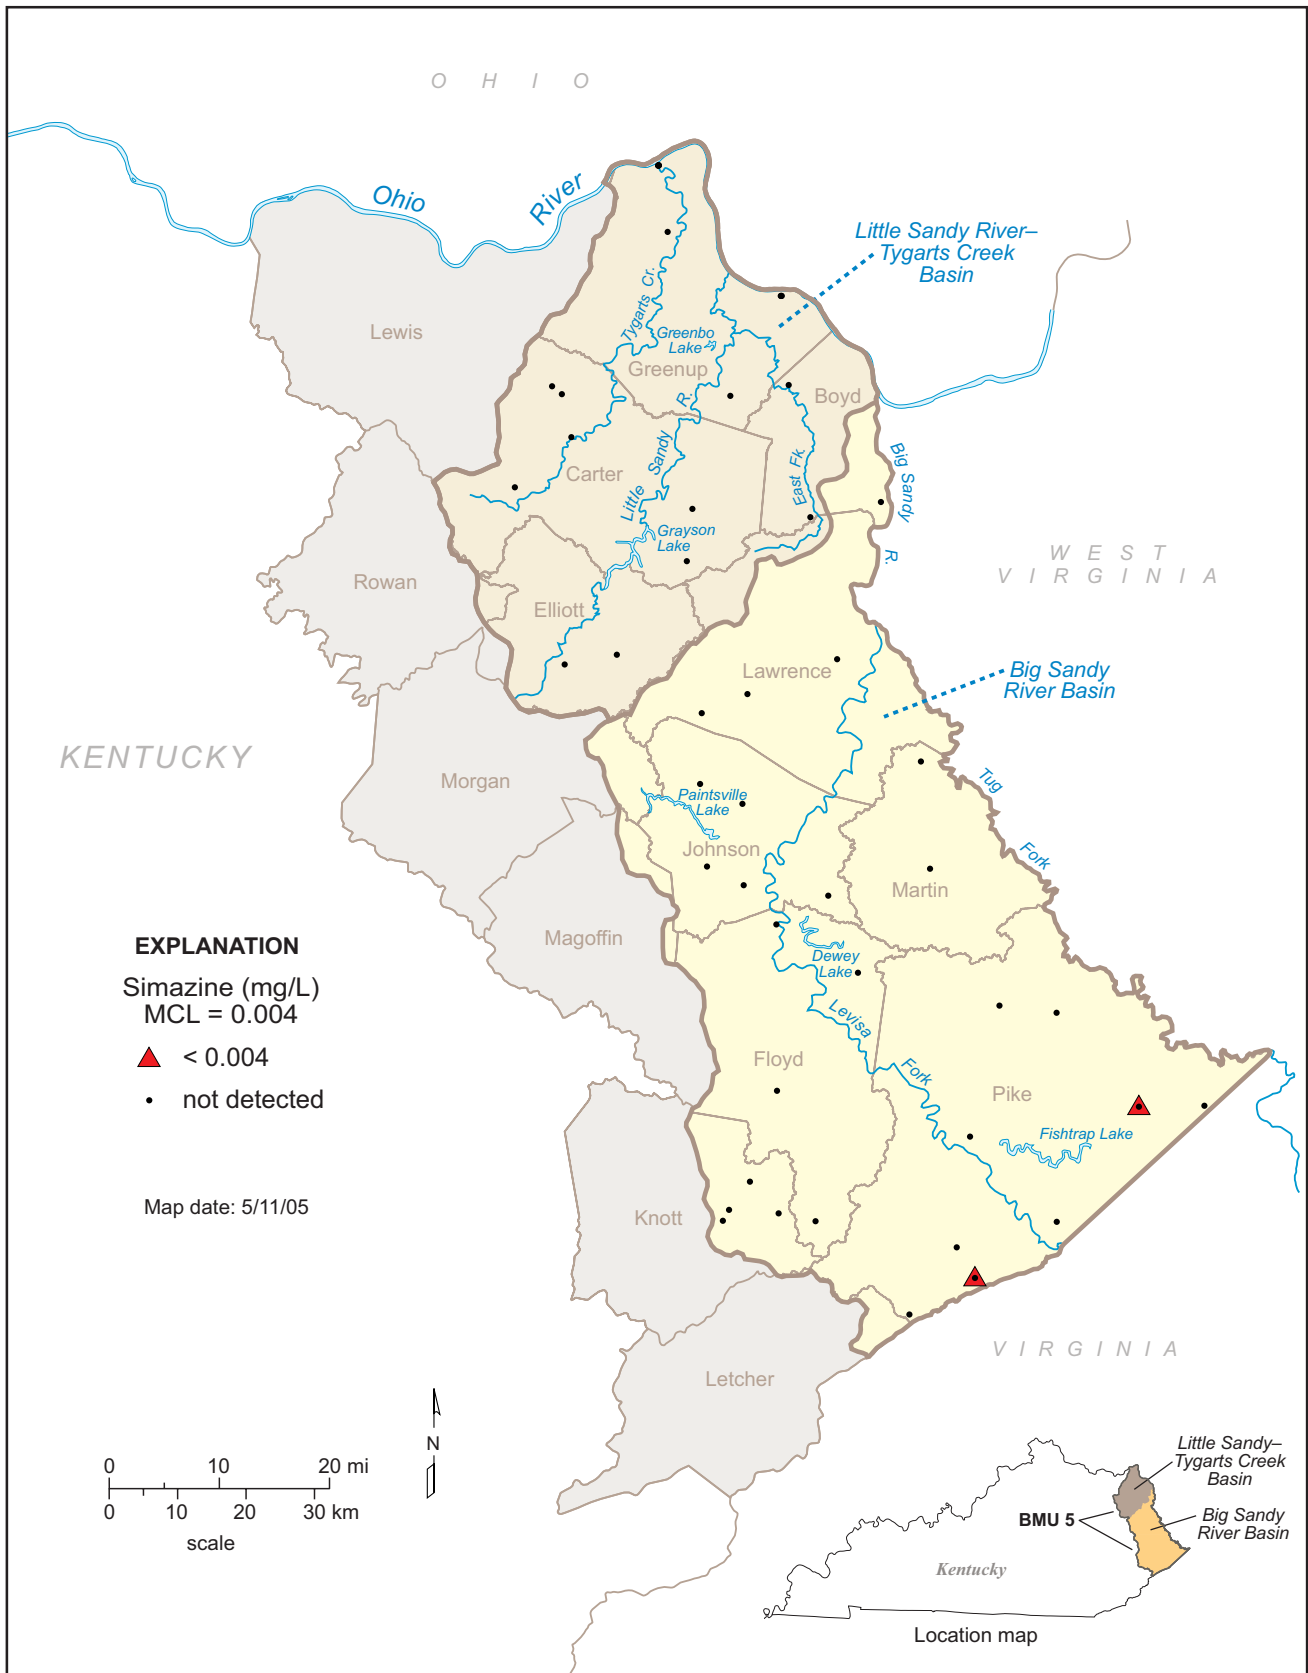 O H I O
Ohio
River
Little Sandy River–
Tygarts Creek
Basin
Lewis
Tygarts Cr.
Greenbo
Lake
Greenup
Boyd
R.
Sandy
Little
Carter
East Fk.
Big Sandy
R.
Grayson
Lake
WEST
VIRGINIA
Rowan
Elliott
Lawrence
Big Sandy
River Basin
KENTUCKY
Morgan
Tug
Fork
Paintsville
Lake
Johnson
Martin
Magoffin
Dewey
Lake
Levisa
Fork
EXPLANATION
Simazine (mg/L)
MCL = 0.004
< 0.004
not detected
Floyd
Pike
Fishtrap Lake
Map date: 5/11/05
Knott
VIRGINIA
Letcher
N
0 10 20 mi
0 10 20 30 km
scale
Little Sandy–
Tygarts Creek
Basin
BMU 5
Big Sandy
River Basin
Kentucky
Location map